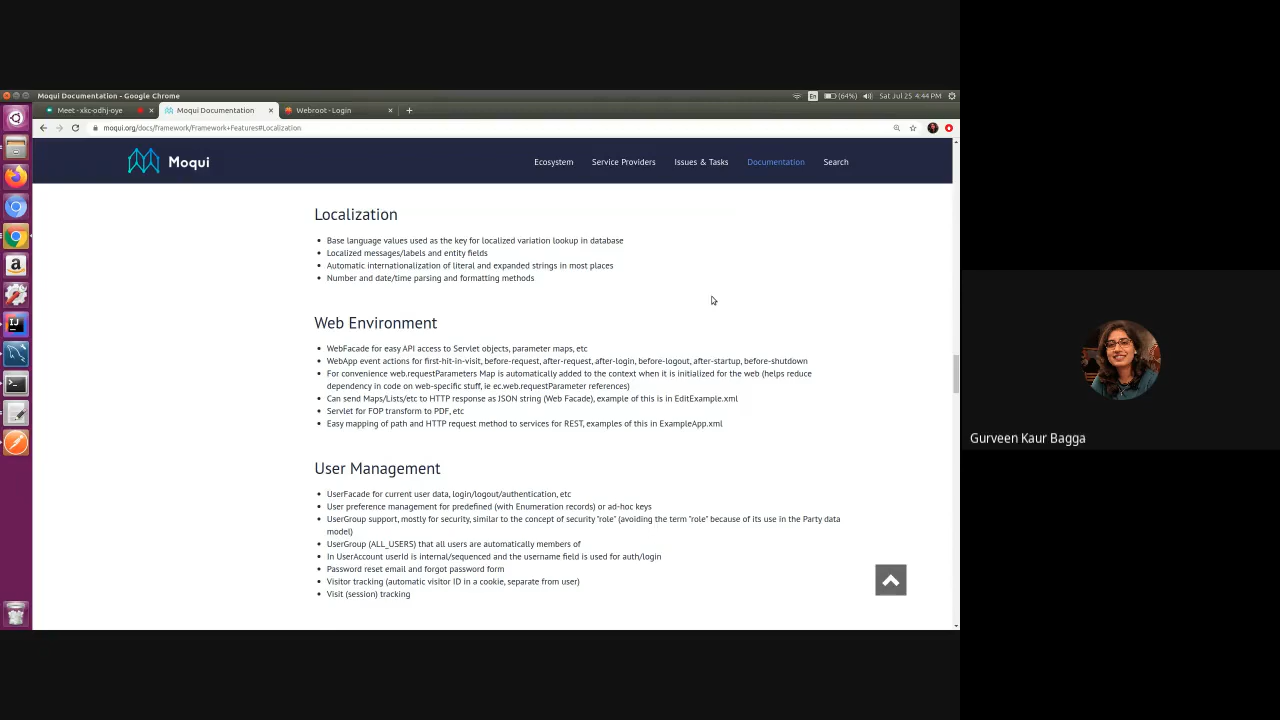 Moqui Documentation - Google Chrome
En
(64%)
Sat Jul 25 4:44 PM
Meet - xkc-odhj-oye
Moqui Documentation
Webroot - Login
moqui.org/docs/framework/Framework+Features#Localization
Moqui
Ecosystem
Service Providers
Issues & Tasks
Documentation
Search
Localization
Base language values used as the key for localized variation lookup in database
Localized messages/labels and entity fields
Automatic internationalization of literal and expanded strings in most places
Number and date/time parsing and formatting methods
Web Environment
WebFacade for easy API access to Servlet objects, parameter maps, etc
WebApp event actions for first-hit-in-visit, before-request, after-request, after-login, before-logout, after-startup, before-shutdown
For convenience web.requestParameters Map is automatically added to the context when it is initialized for the web (helps reduce
dependency in code on web-specific stuff, ie ec.web.requestParameter references)
Can send Maps/Lists/etc to HTTP response as JSON string (Web Facade), example of this is in EditExample.xml
Servlet for FOP transform to PDF, etc
Easy mapping of path and HTTP request method to services for REST, examples of this in ExampleApp.xml
User Management
UserFacade for current user data, login/logout/authentication, etc
User preference management for predefined (with Enumeration records) or ad-hoc keys
UserGroup support, mostly for security, similar to the concept of security "role" (avoiding the term "role" because of its use in the Party data
model)
UserGroup (ALL_USERS) that all users are automatically members of
In UserAccount userId is internal/sequenced and the username field is used for auth/login
Password reset email and forgot password form
Visitor tracking (automatic visitor ID in a cookie, separate from user)
Visit (session) tracking
Gurveen Kaur Bagga